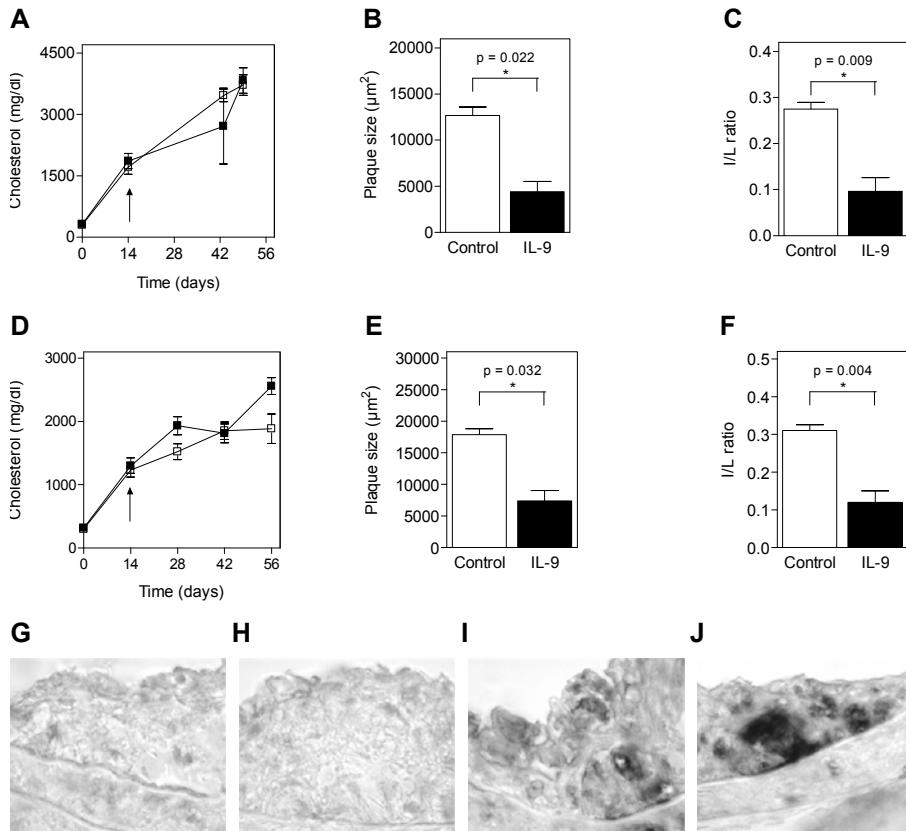 A
Cholesterol (mg/dl)
4500
3000
1500
0
0 14 28 42 56
Time (days)
B
Plaque size (µm²)
20000
15000
10000
5000
0
p = 0.022
*
Control IL-9
C
I/L ratio
0.4
0.3
0.2
0.1
0.0
p = 0.009
*
Control IL-9
D
Cholesterol (mg/dl)
3000
2000
1000
0
0 14 28 42 56
Time (days)
E
Plaque size (µm²)
30000
25000
20000
15000
10000
5000
0
p = 0.032
*
Control IL-9
F
I/L ratio
0.5
0.4
0.3
0.2
0.1
0.0
p = 0.004
*
Control IL-9
G
H
I
J